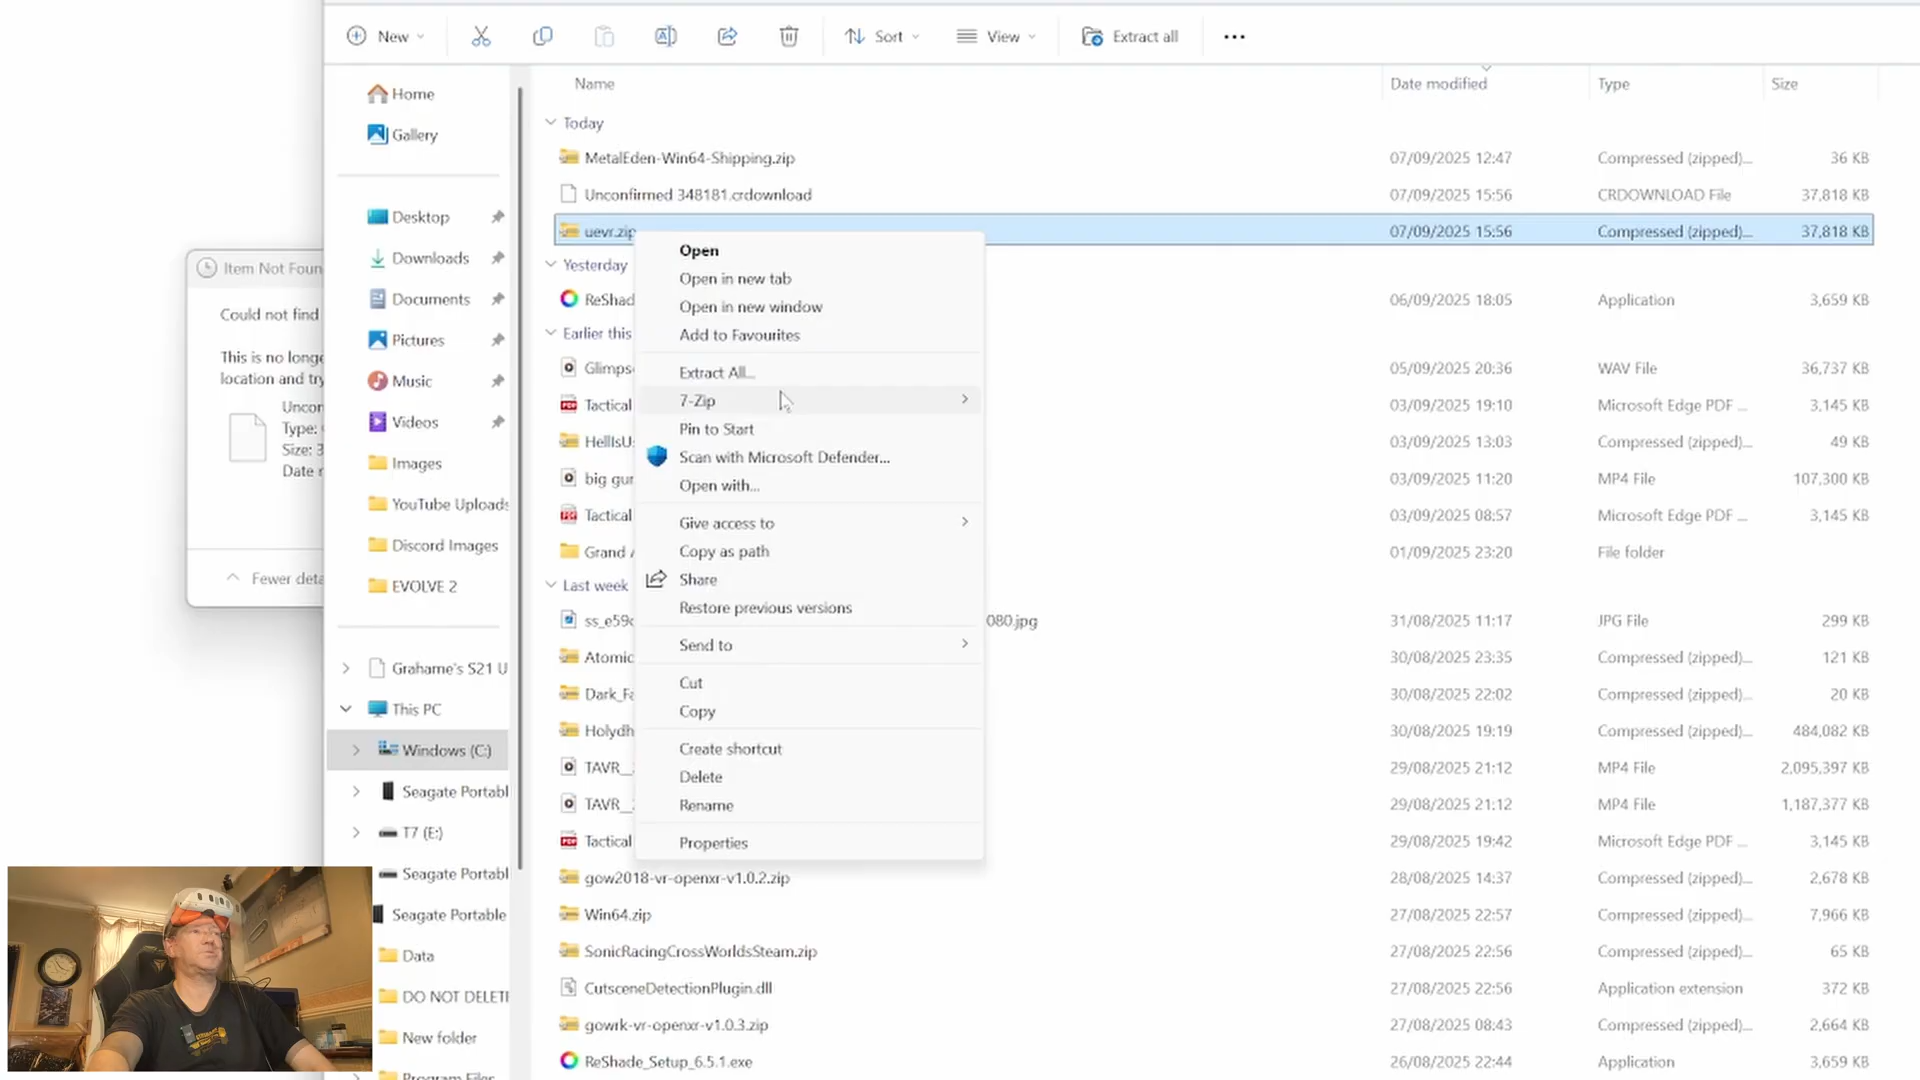 New
Sort
View
Extract all
Home
Gallery
Desktop
Downloads
Documents
Pictures
Music
Videos
Images
YouTube Uploads
Discord Images
EVOLVE 2
Grahame's S21 U
This PC
Windows (C:)
Seagate Portabl
T7 (E:)
Seagate Portabl
Seagate Portable
Data
DO NOT DELET
New folder
Program Files
Item Not Foun
Could not find
This is no longe
location and try
Uncon
Type:
Size: 3
Date r
Fewer deta
Name Date modified Type Size
Today
MetalEden-Win64-Shipping.zip 07/09/2025 12:47 Compressed (zipped)... 36 KB
Unconfirmed 348181.crdownload 07/09/2025 15:56 CRDOWNLOAD File 37,818 KB
uevr.zip 07/09/2025 15:56 Compressed (zipped)... 37,818 KB
Yesterday
ReShad 06/09/2025 18:05 Application 3,659 KB
Earlier this
Glimps 05/09/2025 20:36 WAV File 36,737 KB
Tactical 03/09/2025 19:10 Microsoft Edge PDF ... 3,145 KB
HellIsU 03/09/2025 13:03 Compressed (zipped)... 49 KB
big gun 03/09/2025 11:20 MP4 File 107,300 KB
Tactical 03/09/2025 08:57 Microsoft Edge PDF ... 3,145 KB
Grand A 01/09/2025 23:20 File folder
Last week
ss_e59c 080.jpg 31/08/2025 11:17 JPG File 299 KB
Atomic 30/08/2025 23:35 Compressed (zipped)... 121 KB
Dark_Fa 30/08/2025 22:02 Compressed (zipped)... 20 KB
Holydh 30/08/2025 19:19 Compressed (zipped)... 484,082 KB
TAVR_ 29/08/2025 21:12 MP4 File 2,095,397 KB
TAVR_ 29/08/2025 21:12 MP4 File 1,187,377 KB
Tactical 29/08/2025 19:42 Microsoft Edge PDF ... 3,145 KB
gow2018-vr-openxr-v1.0.2.zip 28/08/2025 14:37 Compressed (zipped)... 2,678 KB
Win64.zip 27/08/2025 22:57 Compressed (zipped)... 7,966 KB
SonicRacingCrossWorldsSteam.zip 27/08/2025 22:56 Compressed (zipped)... 65 KB
CutsceneDetectionPlugin.dll 27/08/2025 22:56 Application extension 372 KB
gowrk-vr-openxr-v1.0.3.zip 27/08/2025 08:43 Compressed (zipped)... 2,664 KB
ReShade_Setup_6.5.1.exe 26/08/2025 22:44 Application 3,659 KB
Open
Open in new tab
Open in new window
Add to Favourites
Extract All...
7-Zip
Pin to Start
Scan with Microsoft Defender...
Open with...
Give access to
Copy as path
Share
Restore previous versions
Send to
Cut
Copy
Create shortcut
Delete
Rename
Properties